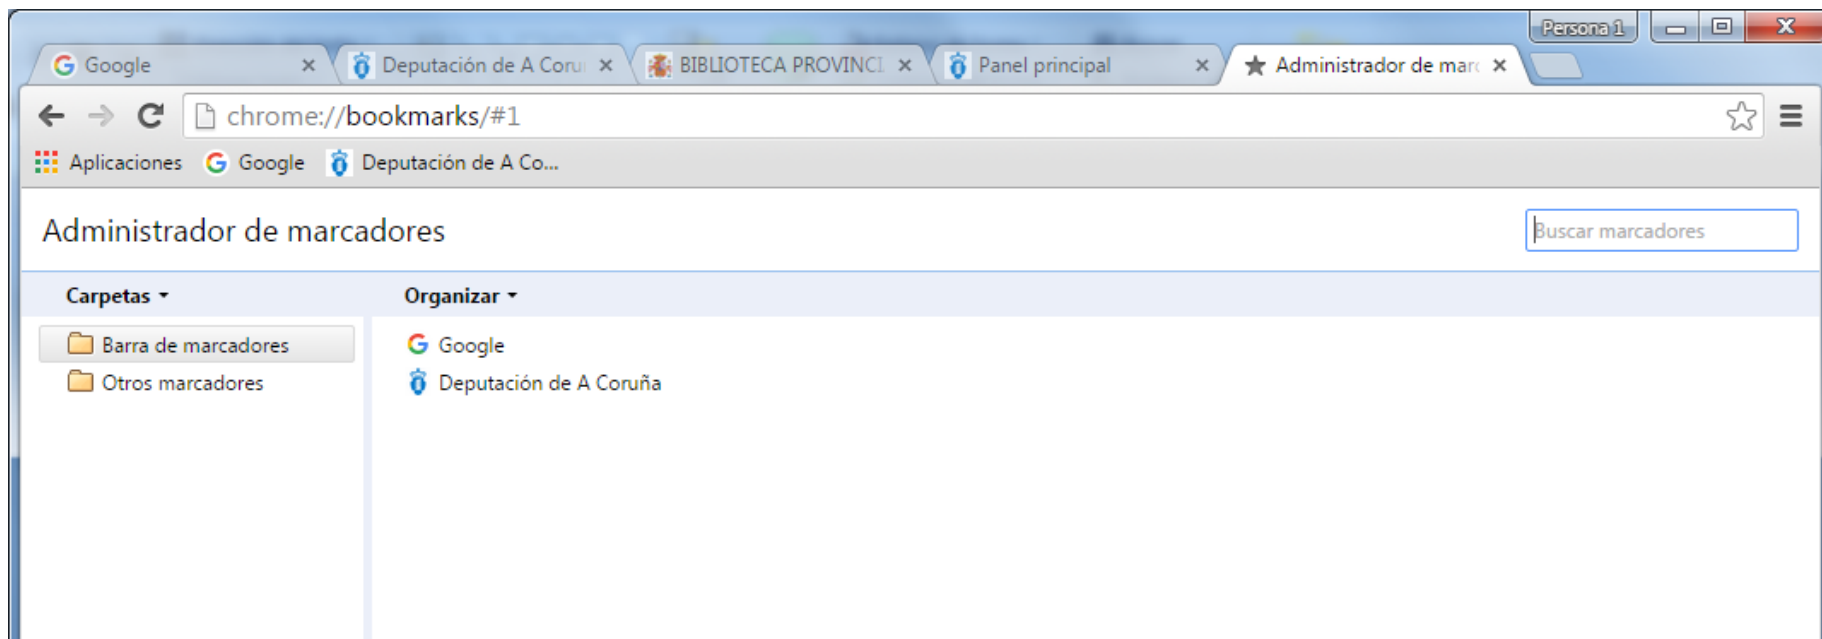 Persona 1
Google
Deputación de A Coru
BIBLIOTECA PROVINCI
Panel principal
Administrador de marc
chrome://bookmarks/#1
Aplicaciones
Google
Deputación de A Co...
Administrador de marcadores
Buscar marcadores
Carpetas
Organizar
Barra de marcadores
Google
Otros marcadores
Deputación de A Coruña